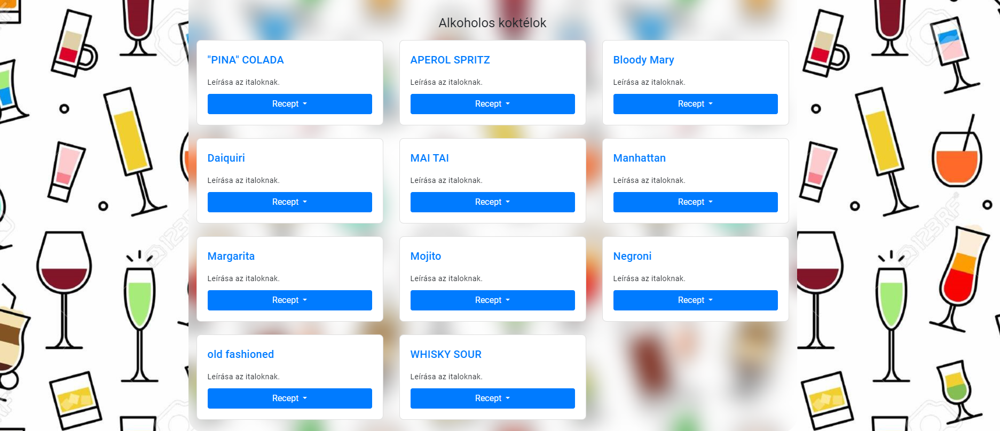 Alkoholos koktélok
"PINA" COLADA
Leírása az italoknak.
Recept
APEROL SPRITZ
Leírása az italoknak.
Recept
Bloody Mary
Leírása az italoknak.
Recept
Daiquiri
Leírása az italoknak.
Recept
MAI TAI
Leírása az italoknak.
Recept
Manhattan
Leírása az italoknak.
Recept
Margarita
Leírása az italoknak.
Recept
Mojito
Leírása az italoknak.
Recept
Negroni
Leírása az italoknak.
Recept
old fashioned
Leírása az italoknak.
Recept
WHISKY SOUR
Leírása az italoknak.
Recept
123RF
123RF